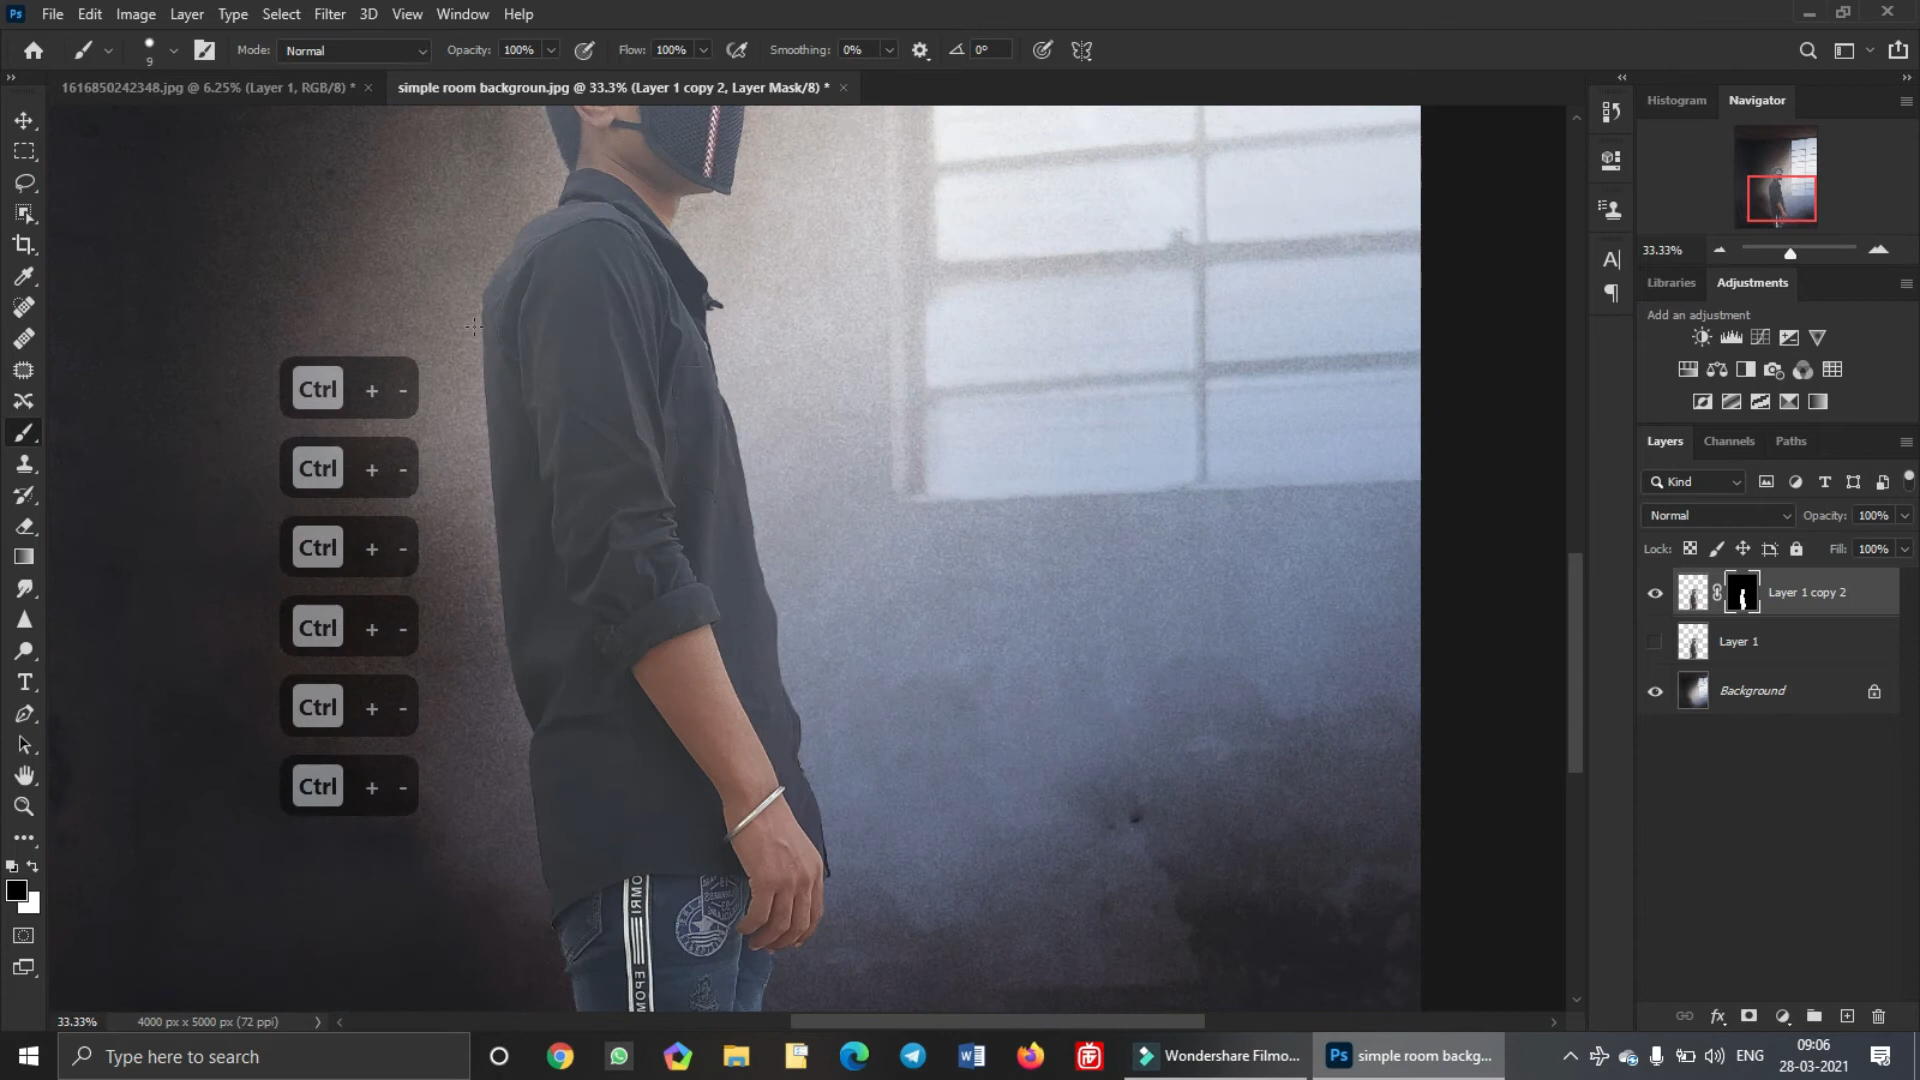 Ps File Edit Image Layer Type Select Filter 3D View Window Help
9 Mode: Normal Opacity: 100% Flow: 100% Smoothing: 0% 0°
1616850242348.jpg @ 6.25% (Layer 1, RGB/8) * × simple room backgroun.jpg @ 33.3% (Layer 1 copy 2, Layer Mask/8) * ×
Histogram Navigator
33.33%
Libraries Adjustments
Add an adjustment
Ctrl + -
Ctrl + -
Ctrl + -
Ctrl + -
Ctrl + -
Ctrl + -
Layers Channels Paths
Kind
Normal Opacity: 100%
Lock: Fill: 100%
Layer 1 copy 2
Layer 1
Background
33.33% 4000 px x 5000 px (72 ppi)
Type here to search
Wondershare Filmo...
Ps simple room backg...
ENG
09:06
28-03-2021